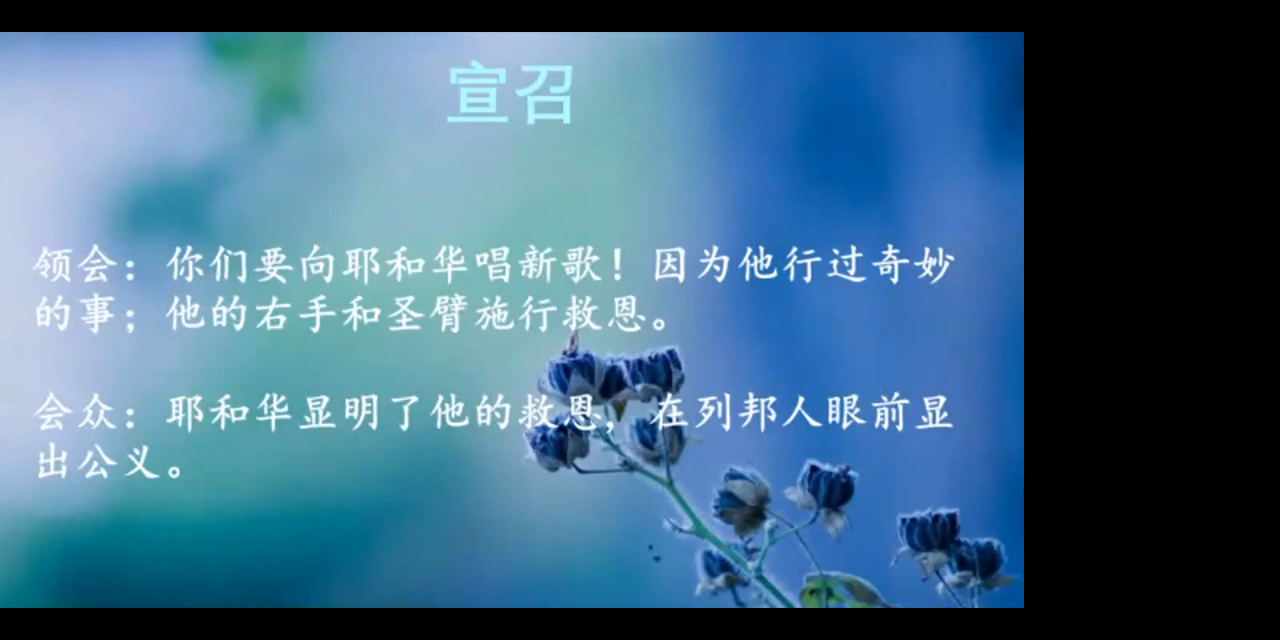 宣召
领会：你们要向耶和华唱新歌！因为他行过奇妙
的事；他的右手和圣臂施行救恩。
会众：耶和华显明了他的救恩，在列邦人眼前显
出公义。